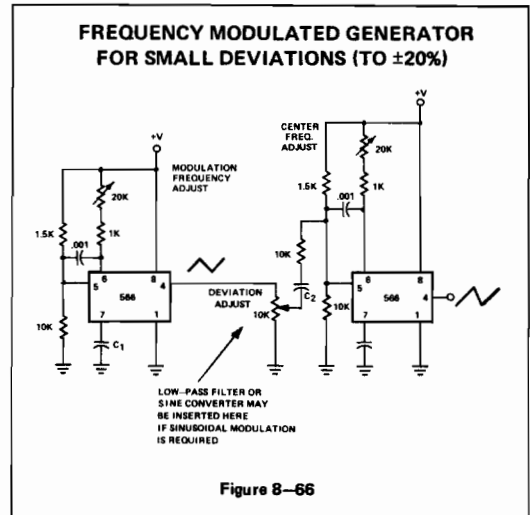 FREQUENCY MODULATED GENERATOR
FOR SMALL DEVIATIONS (TO ±20%)
+V
MODULATION
FREQUENCY
ADJUST
20K
1.5K
.001
1K
6
8
5
4
566
7
1
10K
C1
DEVIATION
ADJUST
10K
LOW-PASS FILTER OR
SINE CONVERTER MAY
BE INSERTED HERE
IF SINUSOIDAL MODULATION
IS REQUIRED
+V
CENTER
FREQ.
ADJUST
20K
1.5K
1K
.001
10K
C2
10K
6
8
5
566
4
7
1
Figure 8–66